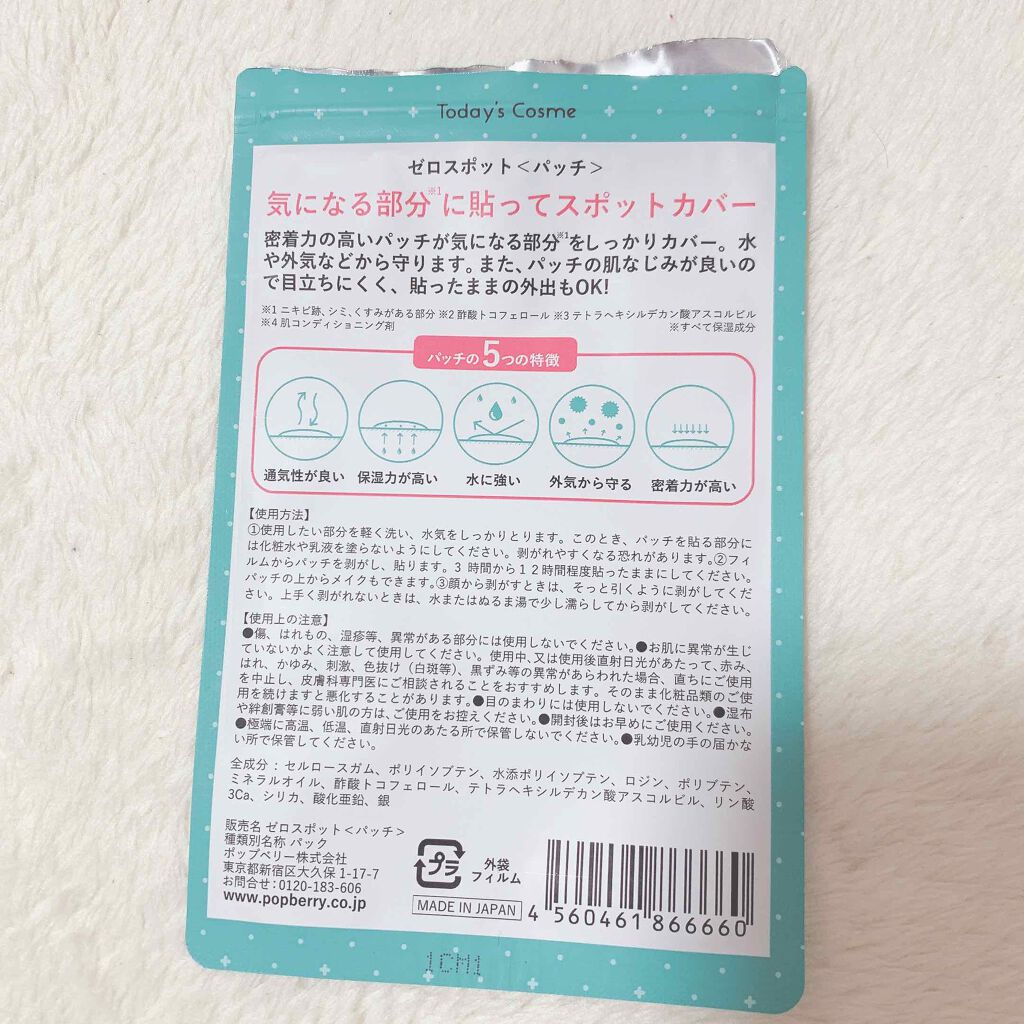 Today's Cosme
ゼロスポット<パッチ>
気になる部分※1に貼ってスポットカバー
密着力の高いパッチが気になる部分※1をしっかりカバー。水
や外気などから守ります。また、パッチの肌なじみが良いの
で目立ちにくく、貼ったままの外出もOK!
※1 ニキビ跡、シミ、くすみがある部分 ※2 酢酸トコフェロール ※3 テトラヘキシルデカン酸アスコルビル
※4 肌コンディショニング剤 ※すべて保湿成分
パッチの5つの特徴
通気性が良い 保湿力が高い 水に強い 外気から守る 密着力が高い
【使用方法】
①使用したい部分を軽く洗い、水気をしっかりとります。このとき、パッチを貼る部分に
は化粧水や乳液を塗らないようにしてください。剥がれやすくなる恐れがあります。②フィ
ルムからパッチを剥がし、貼ります。3 時間から12時間程度貼ったままにしてください。
パッチの上からメイクもできます。③顔から剥がすときは、そっと引くように剥がしてくだ
さい。上手く剥がれないときは、水またはぬるま湯で少し濡らしてから剥がしてください。
【使用上の注意】
●傷、はれもの、湿疹等、異常がある部分には使用しないでください。●お肌に異常が生じ
ていないかよく注意して使用してください。使用中、又は使用後直射日光があたって、赤み、
はれ、かゆみ、刺激、色抜け（白斑等）、黒ずみ等の異常があらわれた場合、直ちにご使用
を中止し、皮膚科専門医にご相談されることをおすすめします。そのまま化粧品類のご使
用を続けますと悪化することがあります。●目のまわりには使用しないでください。●湿布
や絆創膏等に弱い肌の方は、ご使用をお控えください。●開封後はお早めにご使用ください。
●極端に高温、低温、直射日光のあたる所で保管しないでください。●乳幼児の手の届かな
い所で保管してください。
全成分：セルロースガム、ポリイソブテン、水添ポリイソブテン、ロジン、ポリブテン、
ミネラルオイル、酢酸トコフェロール、テトラヘキシルデカン酸アスコルビル、リン酸
3Ca、シリカ、酸化亜鉛、銀
販売名 ゼロスポット<パッチ>
種類別名称 パック
ポップベリー株式会社
東京都新宿区大久保 1-17-7
お問合せ：0120-183-606
www.popberry.co.jp
プラ
外袋
フィルム
MADE IN JAPAN
4 560461 866660
1CM1